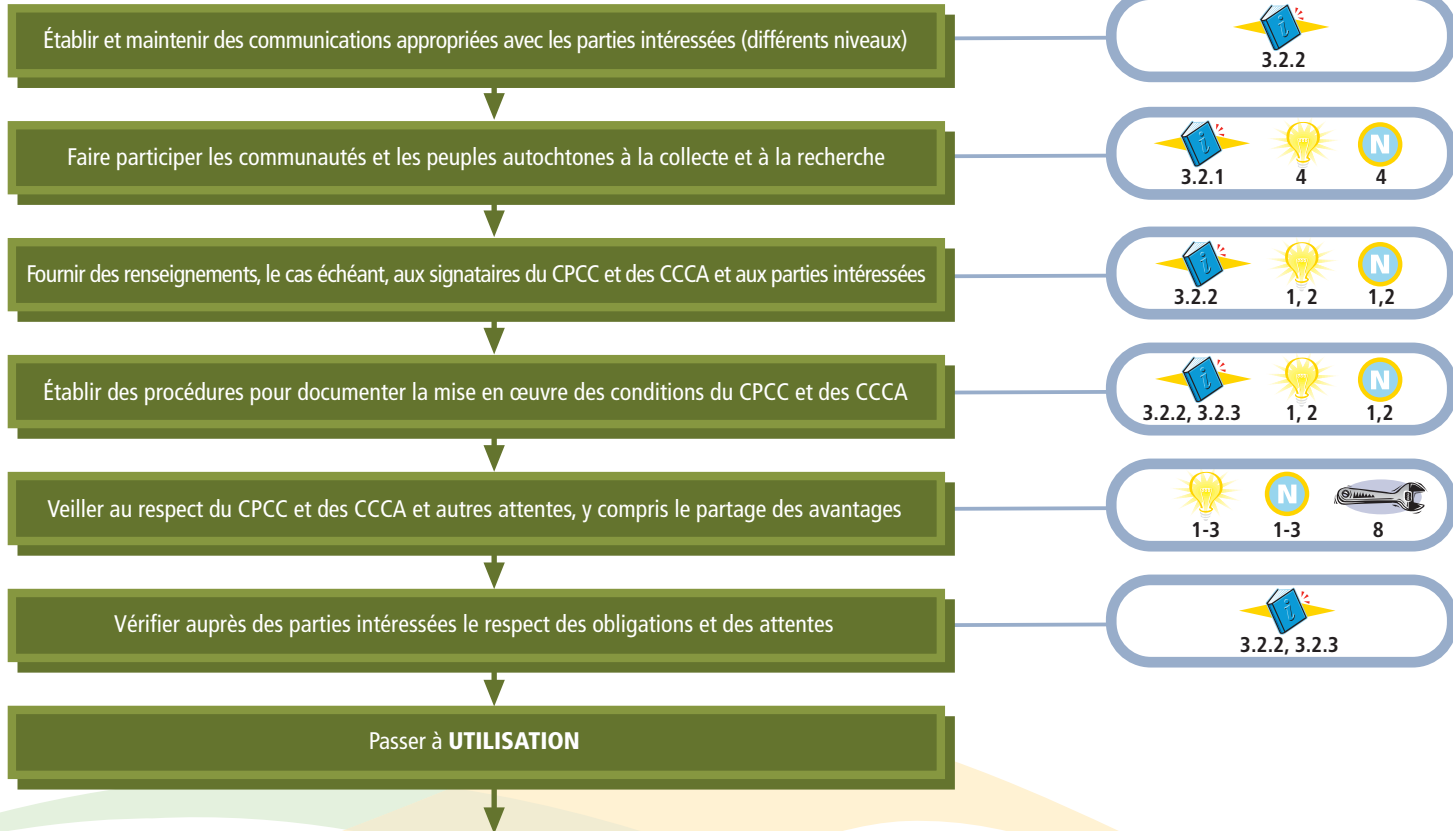 Établir et maintenir des communications appropriées avec les parties intéressées (différents niveaux)
i
3.2.2
Faire participer les communautés et les peuples autochtones à la collecte et à la recherche
i
N
3.2.1 4 4
Fournir des renseignements, le cas échéant, aux signataires du CPCC et des CCCA et aux parties intéressées
i
N
3.2.2 1, 2 1,2
Établir des procédures pour documenter la mise en œuvre des conditions du CPCC et des CCCA
i
N
3.2.2, 3.2.3 1, 2 1,2
Veiller au respect du CPCC et des CCCA et autres attentes, y compris le partage des avantages
N
1-3 1-3 8
Vérifier auprès des parties intéressées le respect des obligations et des attentes
i
3.2.2, 3.2.3
Passer à UTILISATION